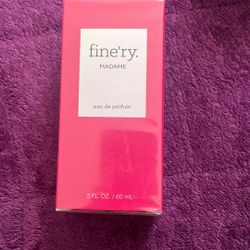 fine'ry.
MADAME
eau de parfum
2 FL. OZ. / 60 mL